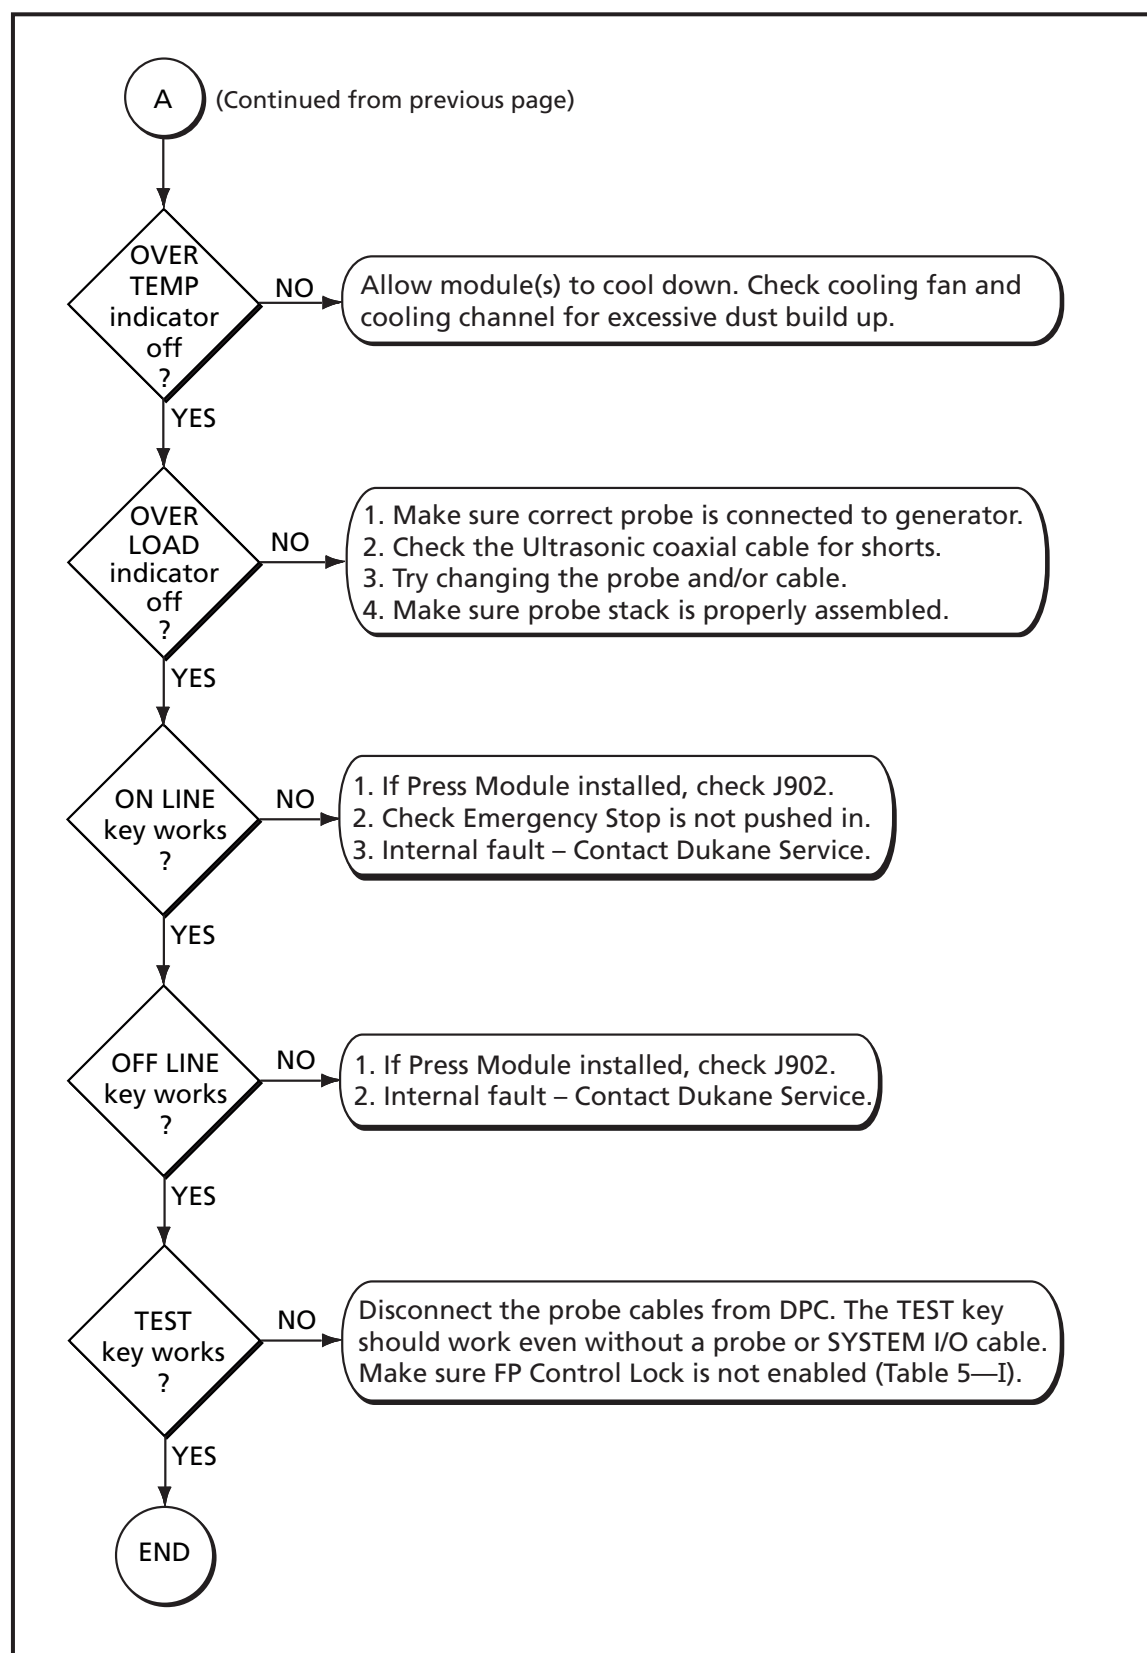 A
(Continued from previous page)
OVER
TEMP
indicator
off
?
NO
Allow module(s) to cool down. Check cooling fan and
cooling channel for excessive dust build up.
YES
OVER
LOAD
indicator
off
?
NO
1. Make sure correct probe is connected to generator.
2. Check the Ultrasonic coaxial cable for shorts.
3. Try changing the probe and/or cable.
4. Make sure probe stack is properly assembled.
YES
ON LINE
key works
?
NO
1. If Press Module installed, check J902.
2. Check Emergency Stop is not pushed in.
3. Internal fault – Contact Dukane Service.
YES
OFF LINE
key works
?
NO
1. If Press Module installed, check J902.
2. Internal fault – Contact Dukane Service.
YES
TEST
key works
?
NO
Disconnect the probe cables from DPC. The TEST key
should work even without a probe or SYSTEM I/O cable.
Make sure FP Control Lock is not enabled (Table 5—I).
YES
END